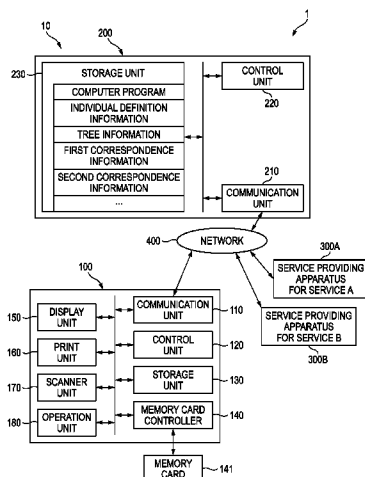 10
200
1
230
STORAGE UNIT
COMPUTER PROGRAM
INDIVIDUAL DEFINITION
INFORMATION
TREE INFORMATION
FIRST CORRESPONDENCE
INFORMATION
SECOND CORRESPONDENCE
INFORMATION
...
CONTROL
UNIT
220
210
COMMUNICATION
UNIT
400
NETWORK
300A
SERVICE PROVIDING
APPARATUS
FOR SERVICE A
SERVICE PROVIDING
APPARATUS
FOR SERVICE B
300B
100
150
DISPLAY
UNIT
COMMUNICATION
UNIT
110
160
PRINT
UNIT
CONTROL
UNIT
120
170
SCANNER
UNIT
STORAGE
UNIT
130
180
OPERATION
UNIT
MEMORY CARD
CONTROLLER
140
MEMORY
CARD
141